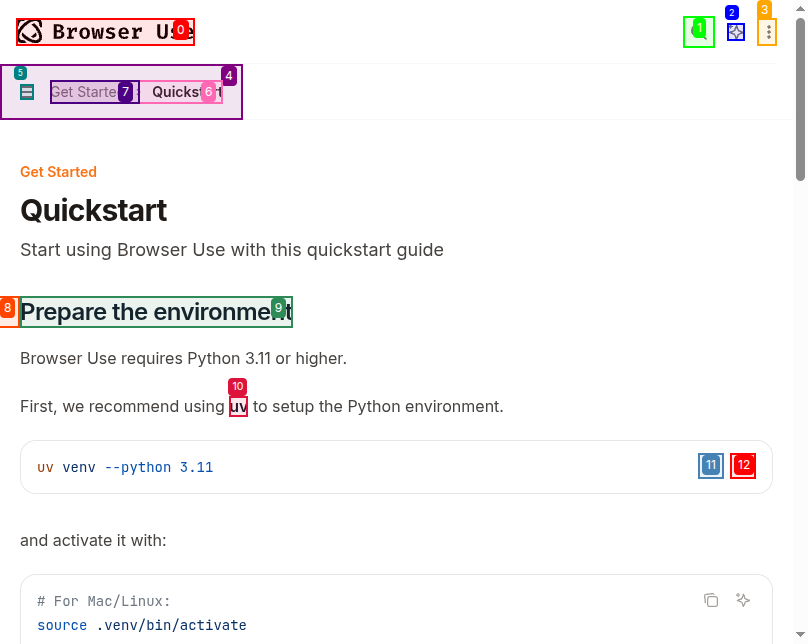 Browser Use
0
1
2
3
4
5
Get Started
7
Quickstart
6
Get Started
Quickstart
Start using Browser Use with this quickstart guide
8
Prepare the environment
9
Browser Use requires Python 3.11 or higher.
10
First, we recommend using uv to setup the Python environment.
uv venv --python 3.11
11
12
and activate it with:
# For Mac/Linux:
source .venv/bin/activate